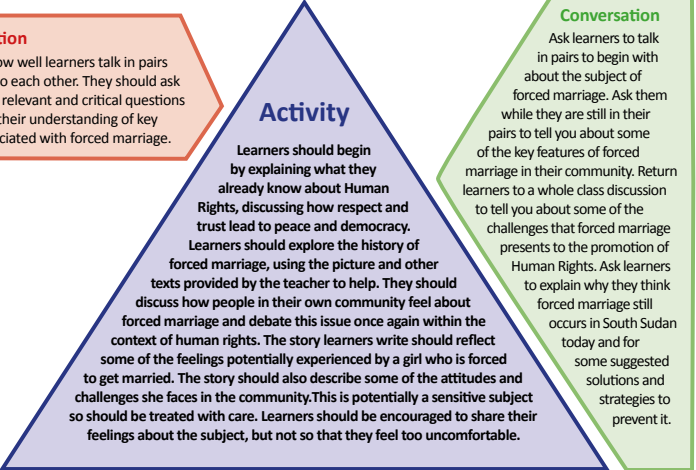 ow well learners talk in pairs
o each other. They should ask
relevant and critical questions
their understanding of key
ciated with forced marriage.
Activity
Learners should begin
by explaining what they
already know about Human
Rights, discussing how respect and
trust lead to peace and democracy.
Learners should explore the history of
forced marriage, using the picture and other
texts provided by the teacher to help. They should
discuss how people in their own community feel about
forced marriage and debate this issue once again within the
context of human rights. The story learners write should reflect
some of the feelings potentially experienced by a girl who is forced
to get married. The story should also describe some of the attitudes and
challenges she faces in the community.This is potentially a sensitive subject
so should be treated with care. Learners should be encouraged to share their
feelings about the subject, but not so that they feel too uncomfortable.
Conversation
Ask learners to talk
in pairs to begin with
about the subject of
forced marriage. Ask them
while they are still in their
pairs to tell you about some
of the key features of forced
marriage in their community. Return
learners to a whole class discussion
to tell you about some of the
challenges that forced marriage
presents to the promotion of
Human Rights. Ask learners
to explain why they think
forced marriage still
occurs in South Sudan
today and for
some suggested
solutions and
strategies to
prevent it.